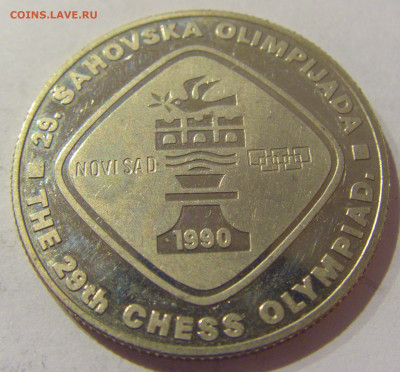 COINS.LAVE.RU
29. ŠAHOVSKA OLIMPIJADA
NOVI SAD
1990
THE 29th CHESS OLYMPIAD,